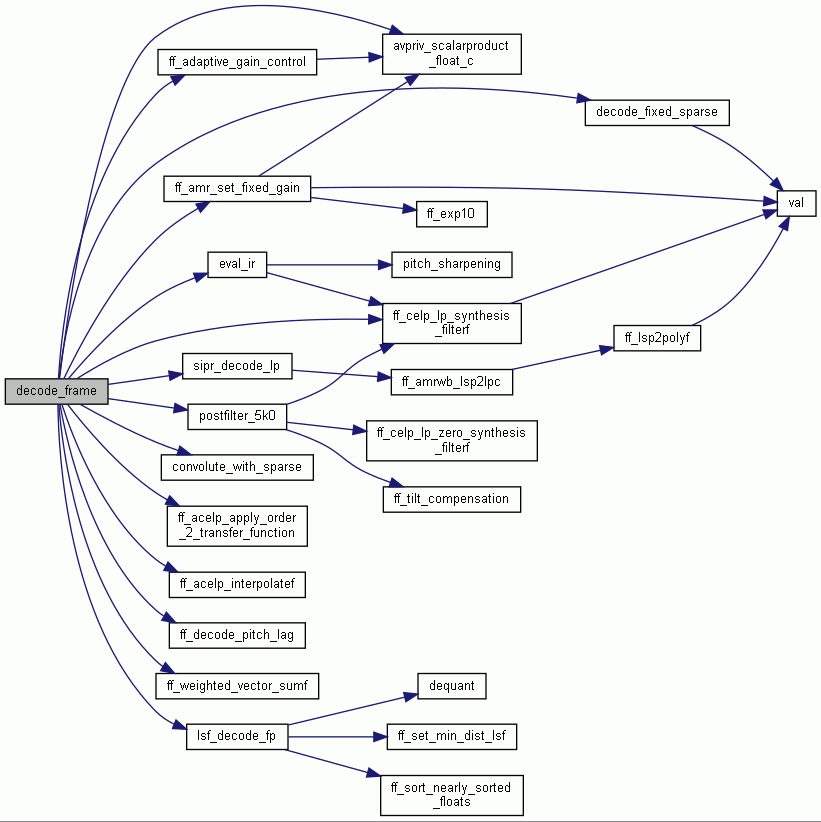 avpriv_scalarproduct
_float_c
ff_adaptive_gain_control
decode_fixed_sparse
ff_amr_set_fixed_gain
val
ff_exp10
eval_ir
pitch_sharpening
ff_celp_lp_synthesis
_filterf
ff_lsp2polyf
sipr_decode_lp
ff_amrwb_lsp2lpc
decode_frame
postfilter_5k0
ff_celp_lp_zero_synthesis
_filterf
convolute_with_sparse
ff_tilt_compensation
ff_acelp_apply_order
_2_transfer_function
ff_acelp_interpolatef
ff_decode_pitch_lag
ff_weighted_vector_sumf
dequant
lsf_decode_fp
ff_set_min_dist_lsf
ff_sort_nearly_sorted
_floats